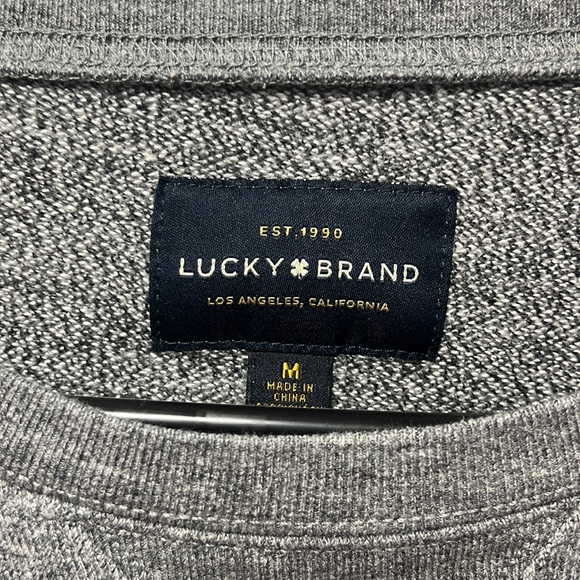 EST.1990
LUCKY BRAND
LOS ANGELES, CALIFORNIA
M
MADE IN
CHINA